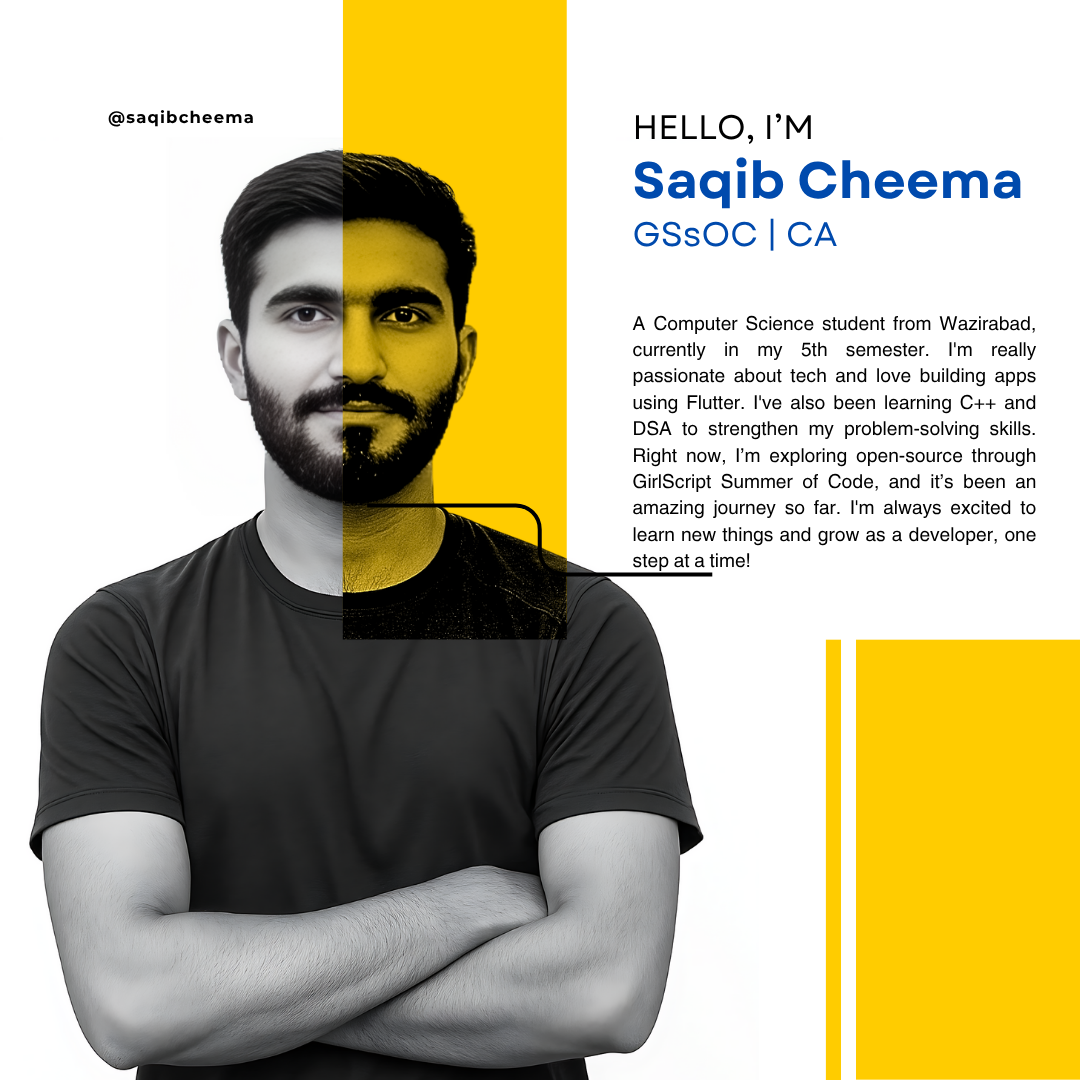 @saqibcheema
HELLO, I’M
Saqib Cheema
GSsOC | CA
A Computer Science student from Wazirabad,
currently in my 5th semester. I'm really
passionate about tech and love building apps
using Flutter. I've also been learning C++ and
DSA to strengthen my problem-solving skills.
Right now, I’m exploring open-source through
GirlScript Summer of Code, and it’s been an
amazing journey so far. I'm always excited to
learn new things and grow as a developer, one
step at a time!